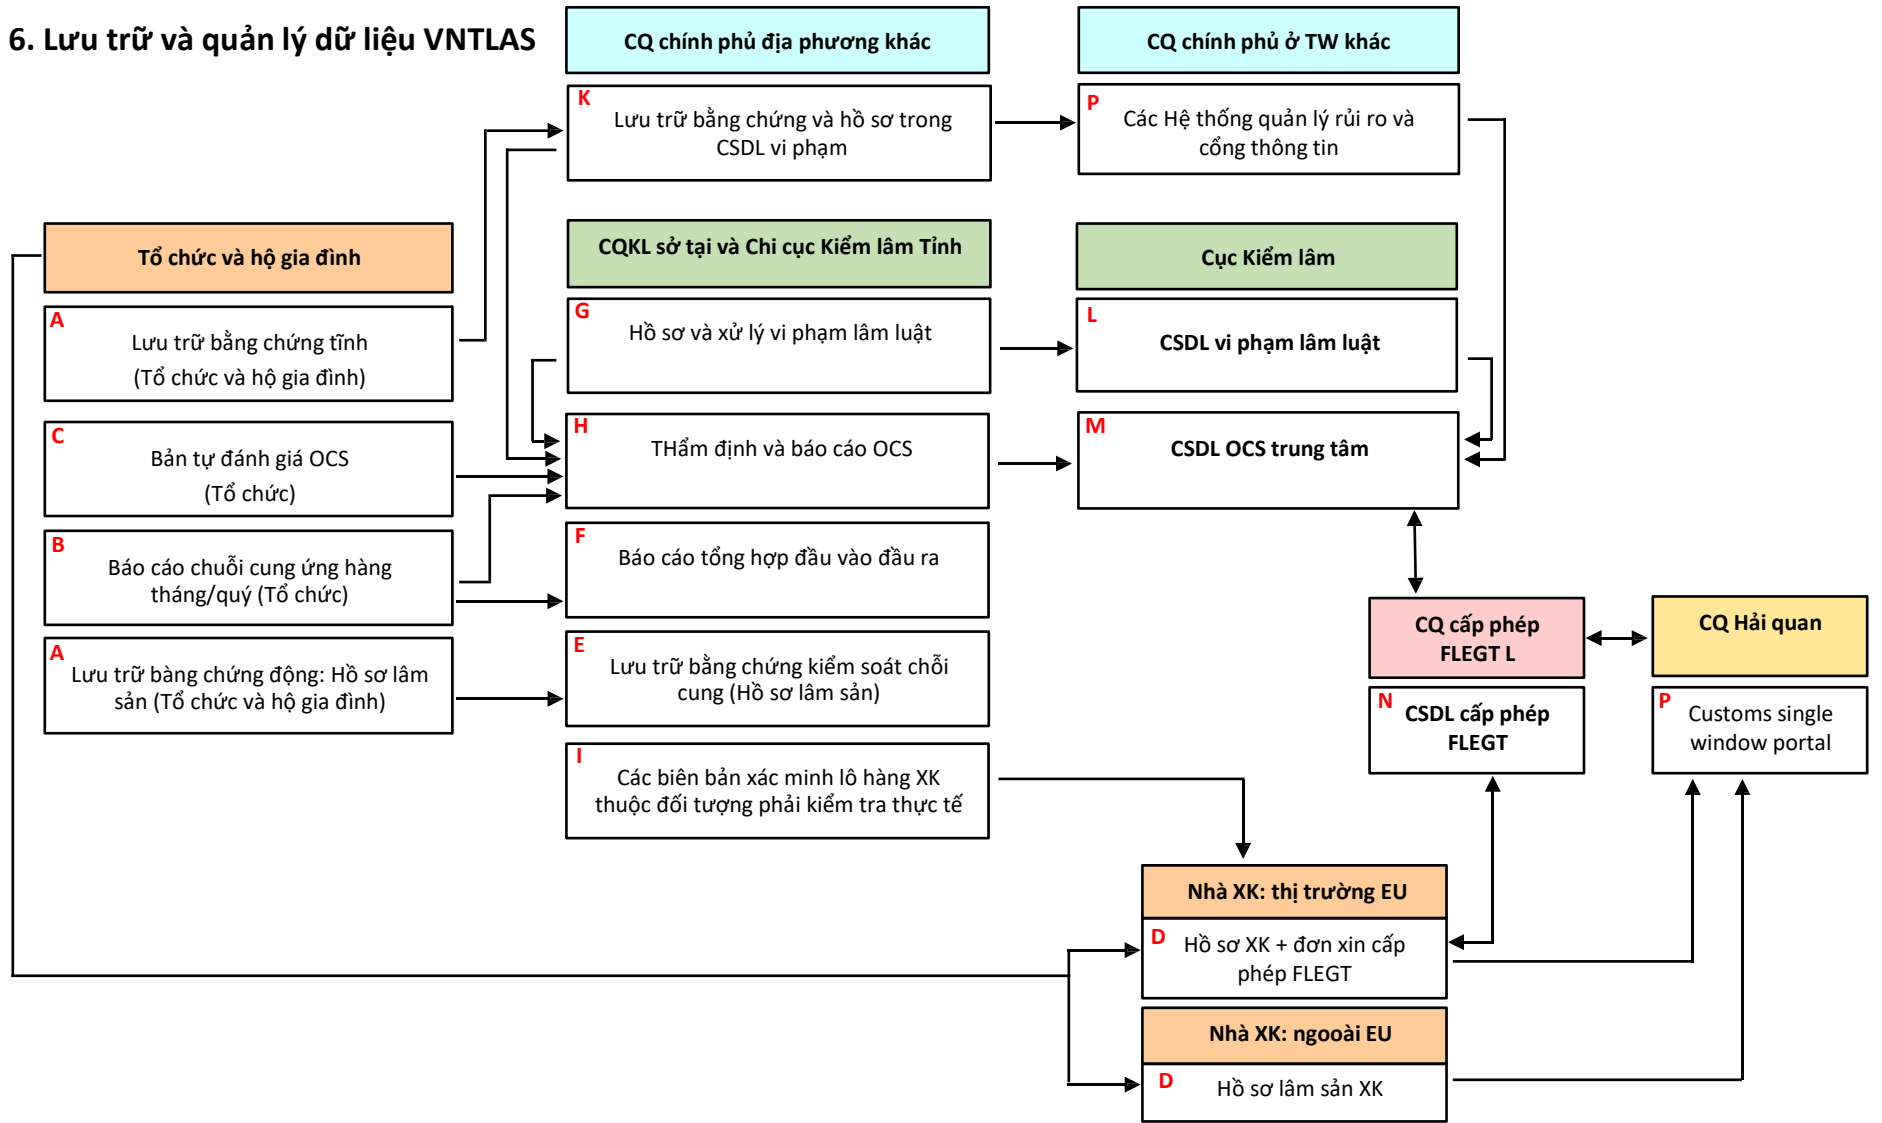 6. Lưu trữ và quản lý dữ liệu VNTLAS
CQ chính phủ địa phương khác
CQ chính phủ ở TW khác
K
Lưu trữ bằng chứng và hồ sơ trong
CSDL vi phạm
P
Các Hệ thống quản lý rủi ro và
cổng thông tin
Tổ chức và hộ gia đình
CQKL sở tại và Chi cục Kiểm lâm Tỉnh
Cục Kiểm lâm
A
Lưu trữ bằng chứng tĩnh
(Tổ chức và hộ gia đình)
G
Hồ sơ và xử lý vi phạm lâm luật
L
CSDL vi phạm lâm luật
C
Bản tự đánh giá OCS
(Tổ chức)
H
THẩm định và báo cáo OCS
M
CSDL OCS trung tâm
B
Báo cáo chuỗi cung ứng hàng
tháng/quý (Tổ chức)
F
Báo cáo tổng hợp đầu vào đầu ra
A
Lưu trữ bàng chứng động: Hồ sơ lâm
sản (Tổ chức và hộ gia đình)
E
Lưu trữ bằng chứng kiểm soát chỗi
cung (Hồ sơ lâm sản)
CQ cấp phép
FLEGT L
CQ Hải quan
N
CSDL cấp phép
FLEGT
P
Customs single
window portal
I
Các biên bản xác minh lô hàng XK
thuộc đối tượng phải kiểm tra thực tế
Nhà XK: thị trường EU
D
Hồ sơ XK + đơn xin cấp
phép FLEGT
Nhà XK: ngooài EU
D
Hồ sơ lâm sản XK